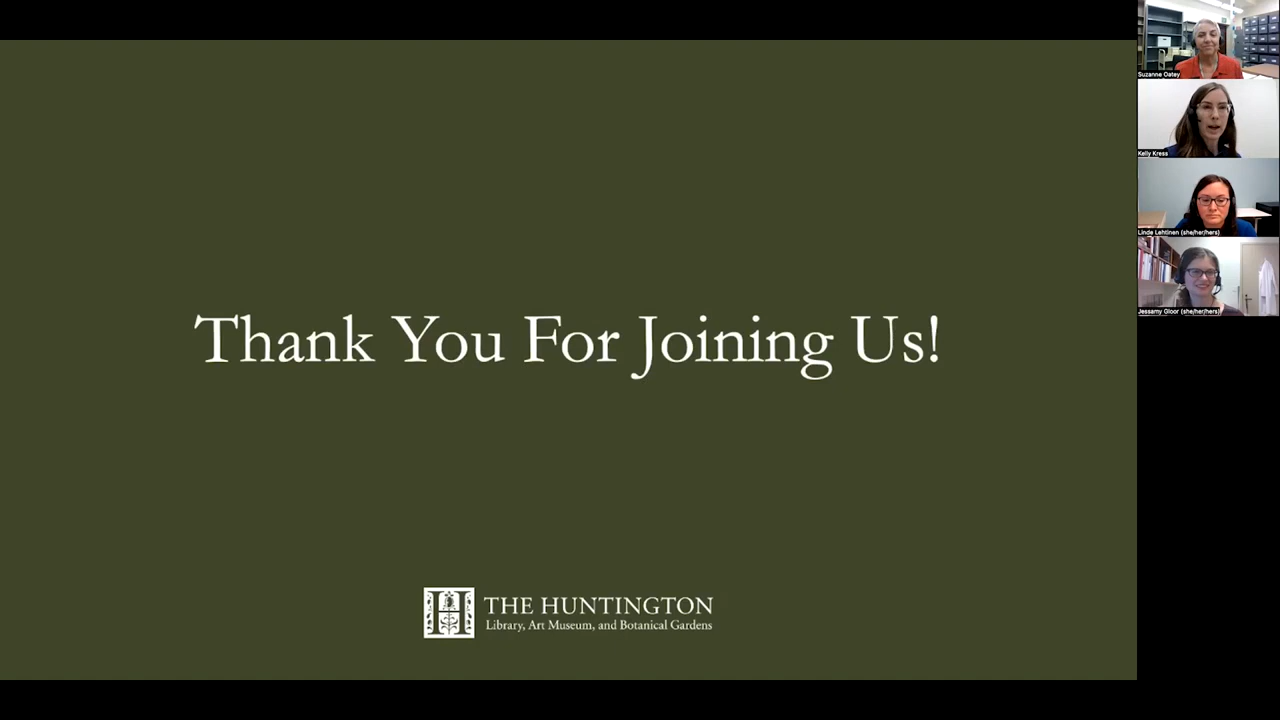 Thank You For Joining Us!
THE HUNTINGTON
Library, Art Museum, and Botanical Gardens
Suzanne Oatey
Kelly Kress
Linde Lehtinen (she/her/hers)
Jessamy Gloor (she/her/hers)